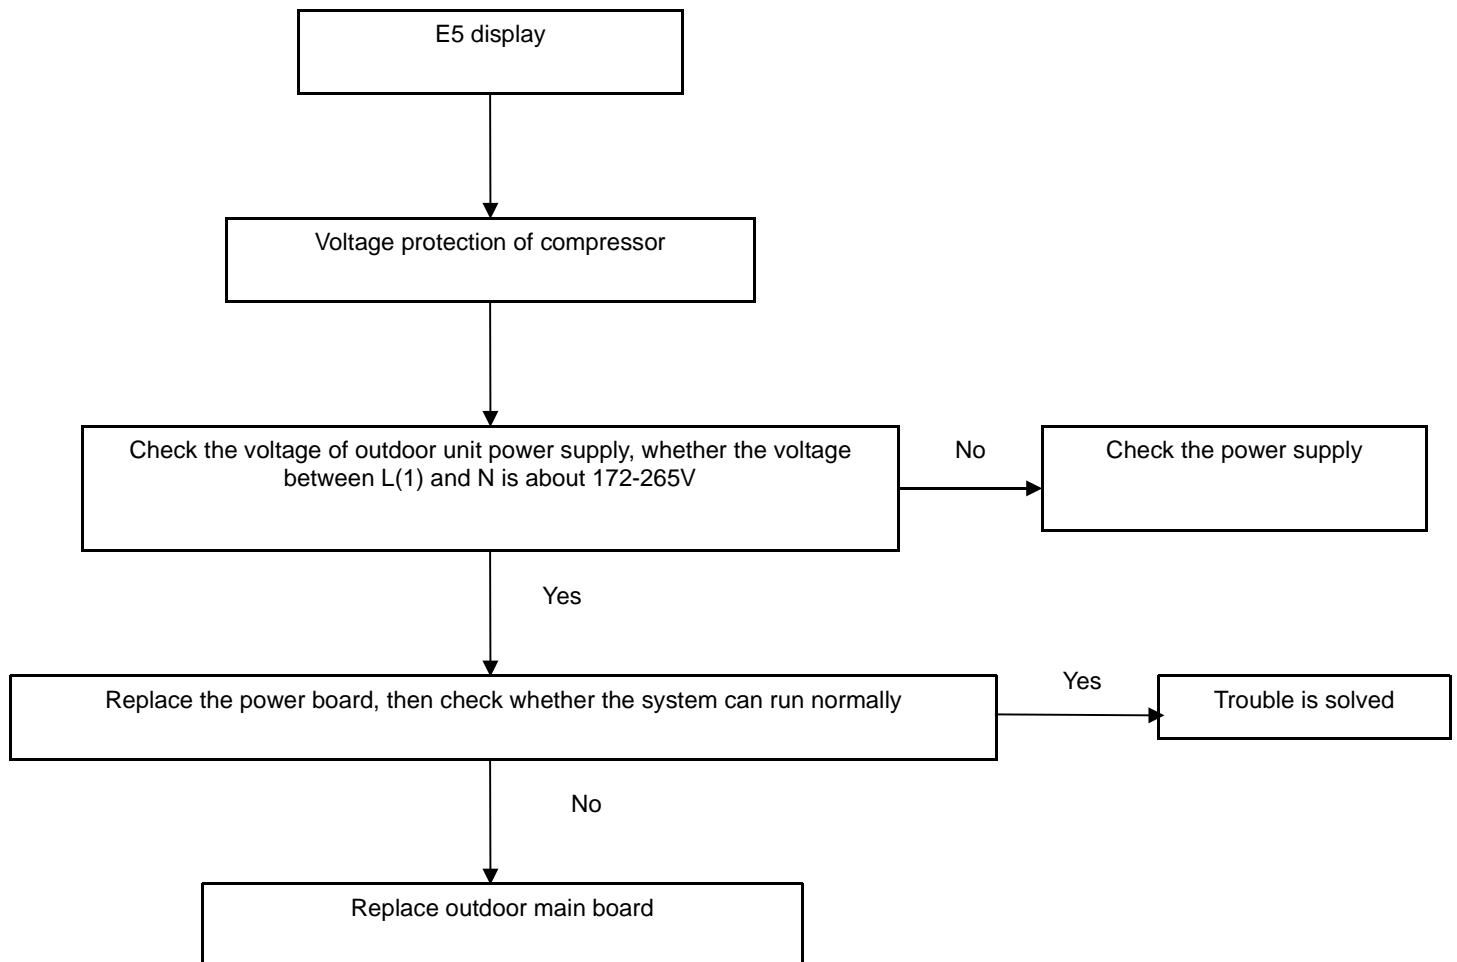 E5 display
Voltage protection of compressor
Check the voltage of outdoor unit power supply, whether the voltage
between L(1) and N is about 172-265V
No
Check the power supply
Yes
Replace the power board, then check whether the system can run normally
Yes
Trouble is solved
No
Replace outdoor main board